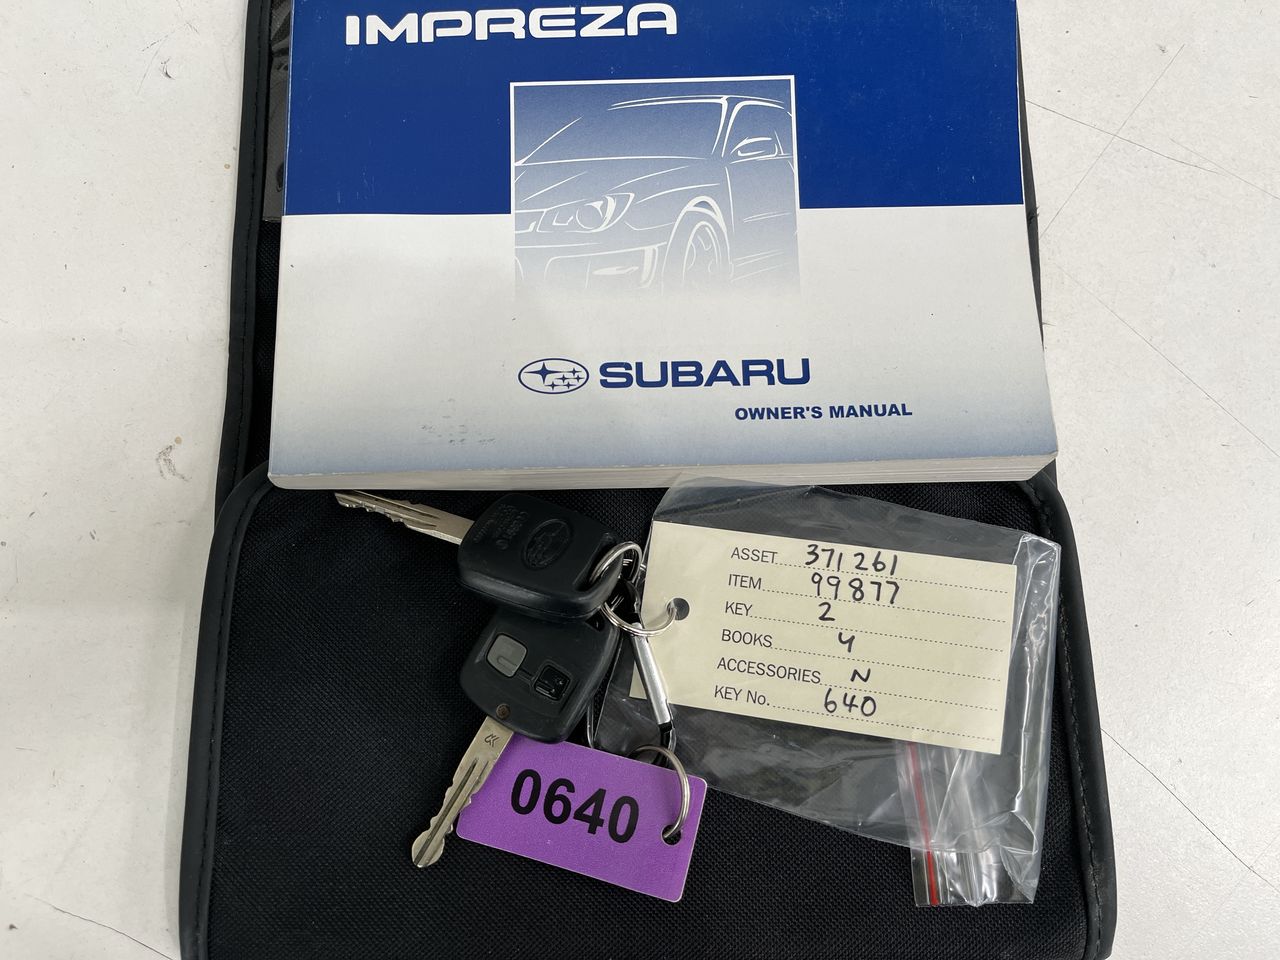 IMPREZA
SUBARU
OWNER'S MANUAL
ASSET 371261
ITEM 99877
KEY 2
BOOKS 4
ACCESSORIES N
KEY No. 640
0640